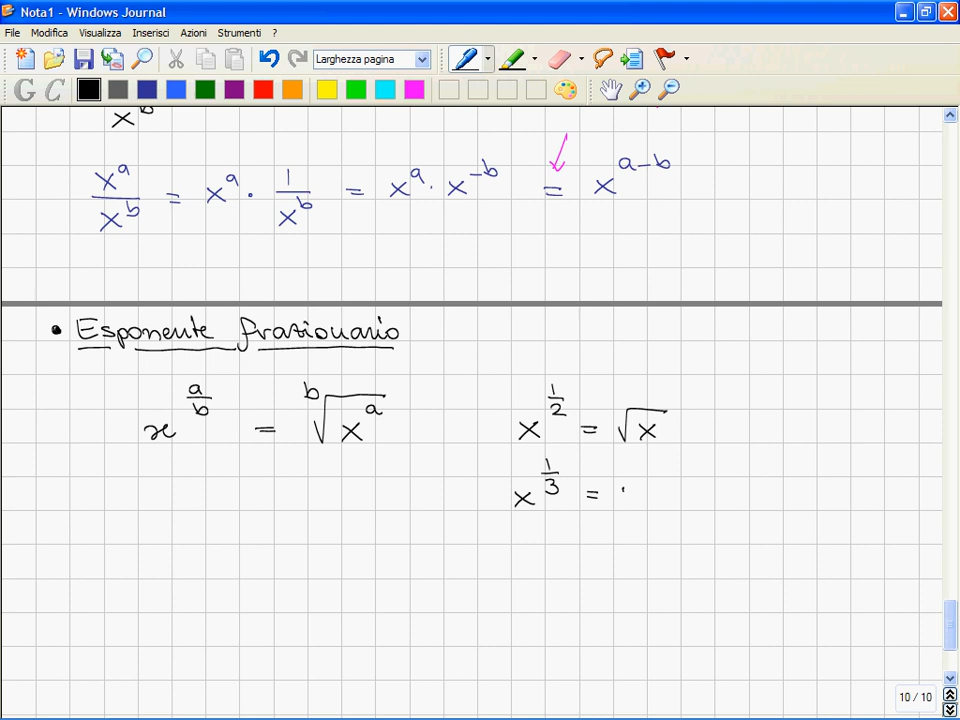 Nota1 - Windows Journal
File Modifica Visualizza Inserisci Azioni Strumenti ?
Larghezza pagina
G C
x^b
x^a/x^b = x^a · 1/x^b = x^a · x^-b = x^a-b
• Esponente frazionario
x^a/b = b√x^a x^1/2 = √x
x^1/3 =
10 / 10